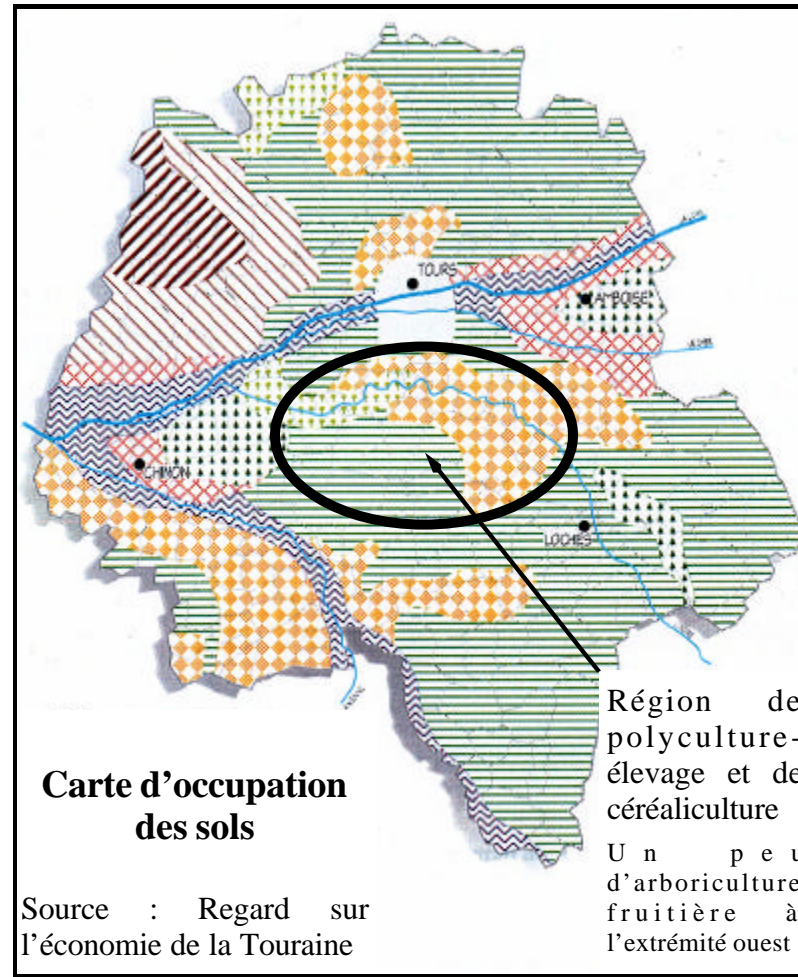 TOURS
AMBOISE
CHINON
LOCHES
Carte d'occupation
des sols
Source : Regard sur
l'économie de la Touraine
Région de
polyculture-
élevage et de
céréaliculture
Un peu
d'arboriculture
fruitière à
l'extrémité ouest